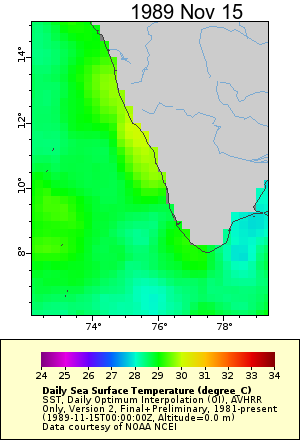 1989 Nov 15
14°
12°
10°
8°
74° 76° 78°
24 25 26 27 28 29 30 31 32 33 34
Daily Sea Surface Temperature (degree_C)
SST, Daily Optimum Interpolation (OI), AVHRR
Only, Version 2, Final+Preliminary, 1981-present
(1989-11-15T00:00:00Z, Altitude=0.0 m)
Data courtesy of NOAA NCEI